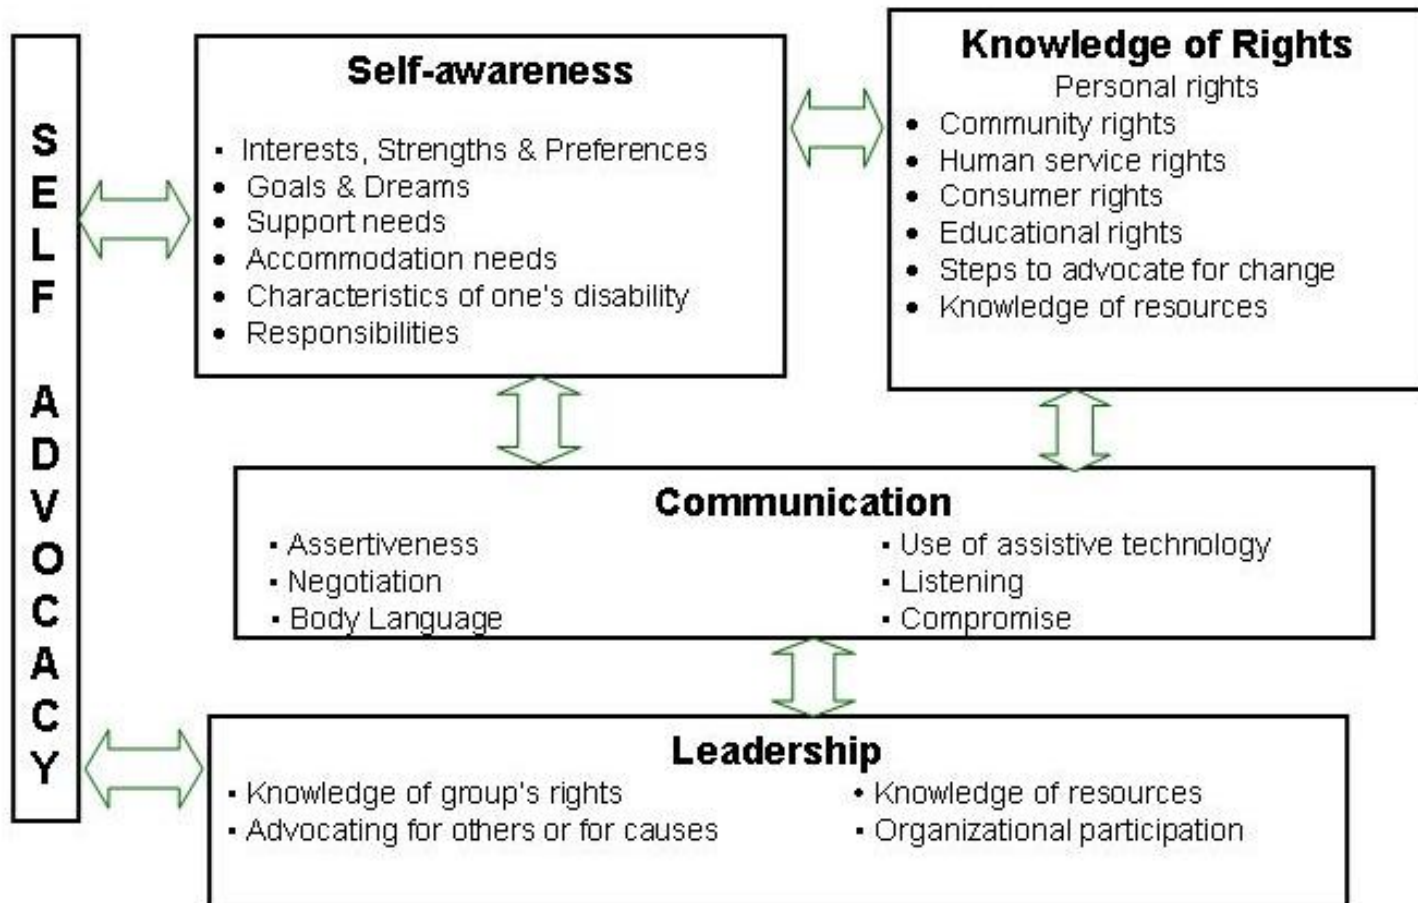 SELF ADVOCACY
Self-awareness
▪ Interests, Strengths & Preferences
• Goals & Dreams
• Support needs
• Accommodation needs
• Characteristics of one's disability
• Responsibilities
Knowledge of Rights
Personal rights
• Community rights
• Human service rights
• Consumer rights
• Educational rights
• Steps to advocate for change
• Knowledge of resources
Communication
▪ Assertiveness
▪ Negotiation
▪ Body Language
▪ Use of assistive technology
▪ Listening
▪ Compromise
Leadership
▪ Knowledge of group's rights
▪ Advocating for others or for causes
• Knowledge of resources
▪ Organizational participation